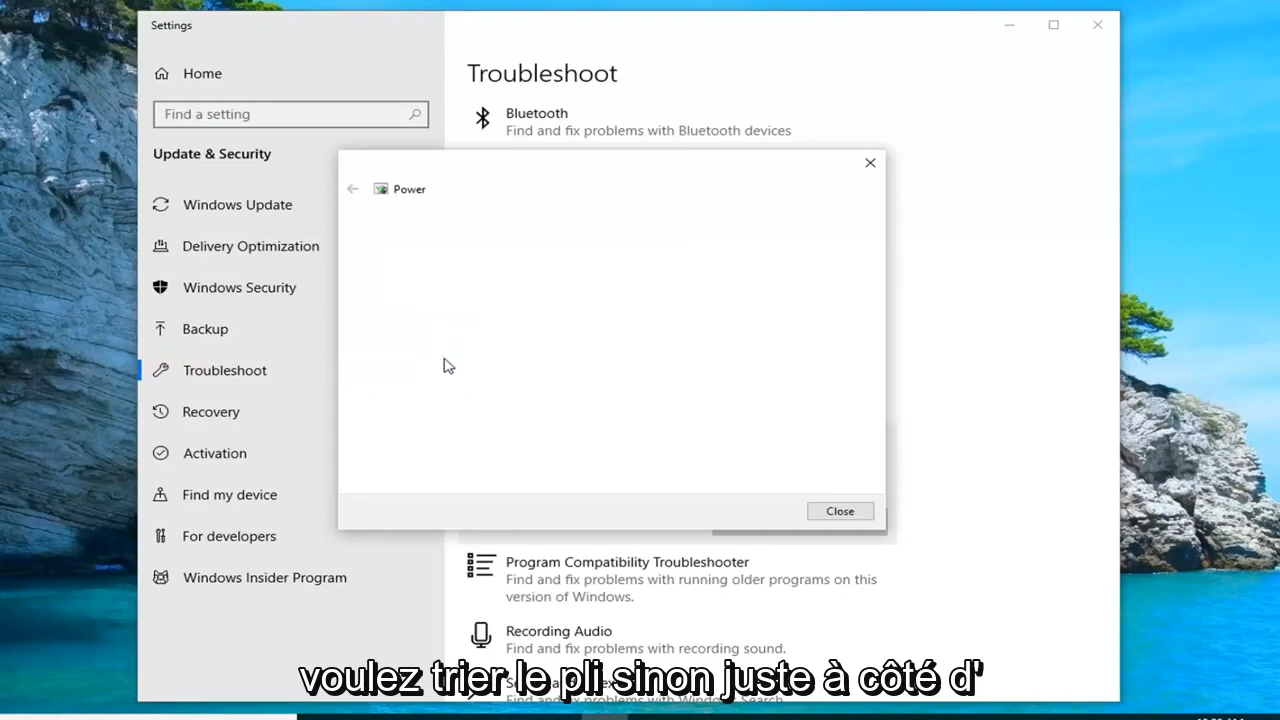 Settings
Home
Find a setting
Update & Security
Windows Update
Delivery Optimization
Windows Security
Backup
Troubleshoot
Recovery
Activation
Find my device
For developers
Windows Insider Program
Troubleshoot
Bluetooth
Find and fix problems with Bluetooth devices
Power
Close
Program Compatibility Troubleshooter
Find and fix problems with running older programs on this
version of Windows.
Recording Audio
Find and fix problems with recording sound.
voulez trier le pli sinon juste à côté d'